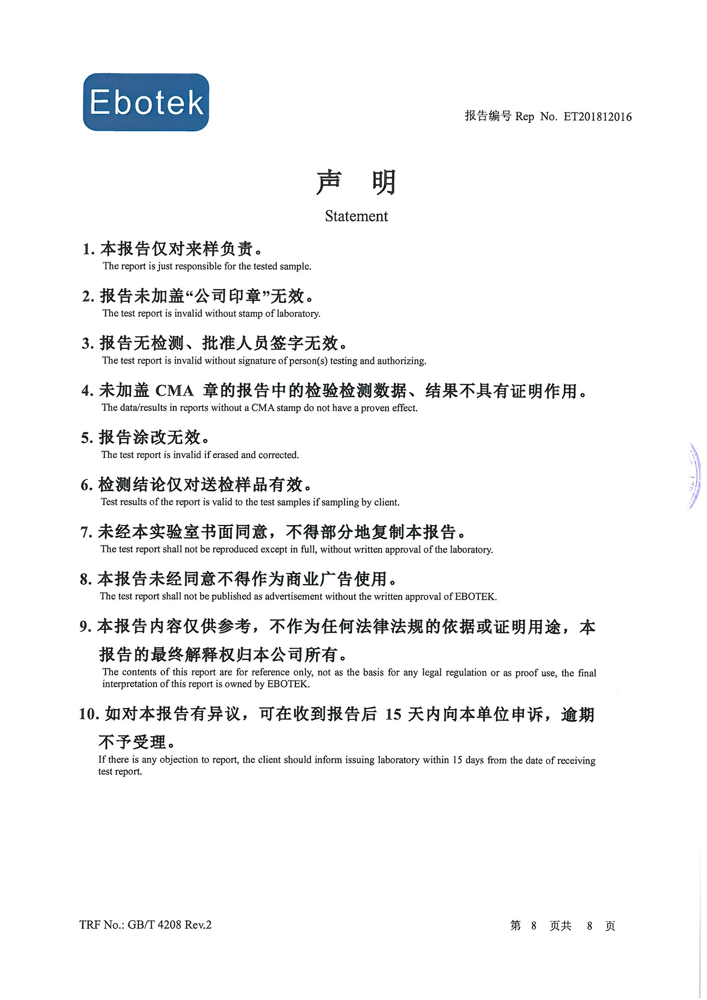 Ebotek
报告编号 Rep No. ET201812016
声 明
Statement
1. 本报告仅对来样负责。
The report is just responsible for the tested sample.
2. 报告未加盖“公司印章”无效。
The test report is invalid without stamp of laboratory.
3. 报告无检测、批准人员签字无效。
The test report is invalid without signature of person(s) testing and authorizing.
4. 未加盖 CMA 章的报告中的检验检测数据、结果不具有证明作用。
The data/results in reports without a CMA stamp do not have a proven effect.
5. 报告涂改无效。
The test report is invalid if erased and corrected.
6. 检测结论仅对送检样品有效。
Test results of the report is valid to the test samples if sampling by client.
7. 未经本实验室书面同意，不得部分地复制本报告。
The test report shall not be reproduced except in full, without written approval of the laboratory.
8. 本报告未经同意不得作为商业广告使用。
The test report shall not be published as advertisement without the written approval of EBOTEK.
9. 本报告内容仅供参考，不作为任何法律法规的依据或证明用途，本
报告的最终解释权归本公司所有。
The contents of this report are for reference only, not as the basis for any legal regulation or as proof use, the final
interpretation of this report is owned by EBOTEK.
10. 如对本报告有异议，可在收到报告后 15 天内向本单位申诉，逾期
不予受理。
If there is any objection to report, the client should inform issuing laboratory within 15 days from the date of receiving
test report.
TRF No.: GB/T 4208 Rev.2
第 8 页共 8 页